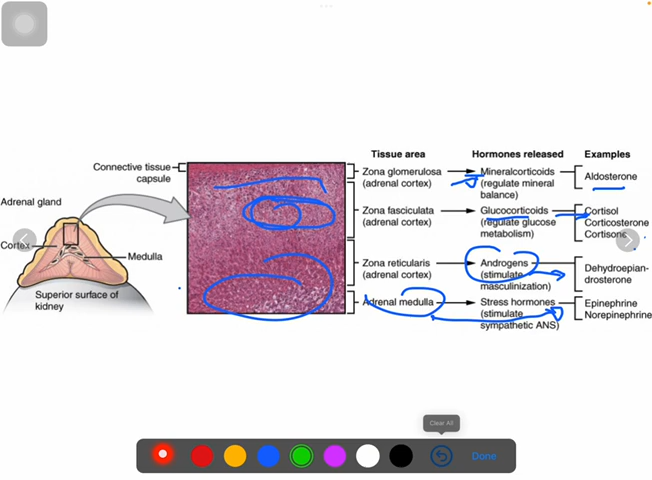 Tissue area
Hormones released
Examples
Connective tissue
capsule
Zona glomerulosa
(adrenal cortex)
Mineralcorticoids
(regulate mineral
balance)
Aldosterone
Adrenal gland
Cortex
Medulla
Superior surface of
kidney
Zona fasciculata
(adrenal cortex)
Glucocorticoids
(regulate glucose
metabolism)
Cortisol
Corticosterone
Cortisone
Zona reticularis
(adrenal cortex)
Androgens
(stimulate
masculinization)
Dehydroepian-
drosterone
Adrenal medulla
Stress hormones
(stimulate
sympathetic ANS)
Epinephrine
Norepinephrine
Clear All
Done